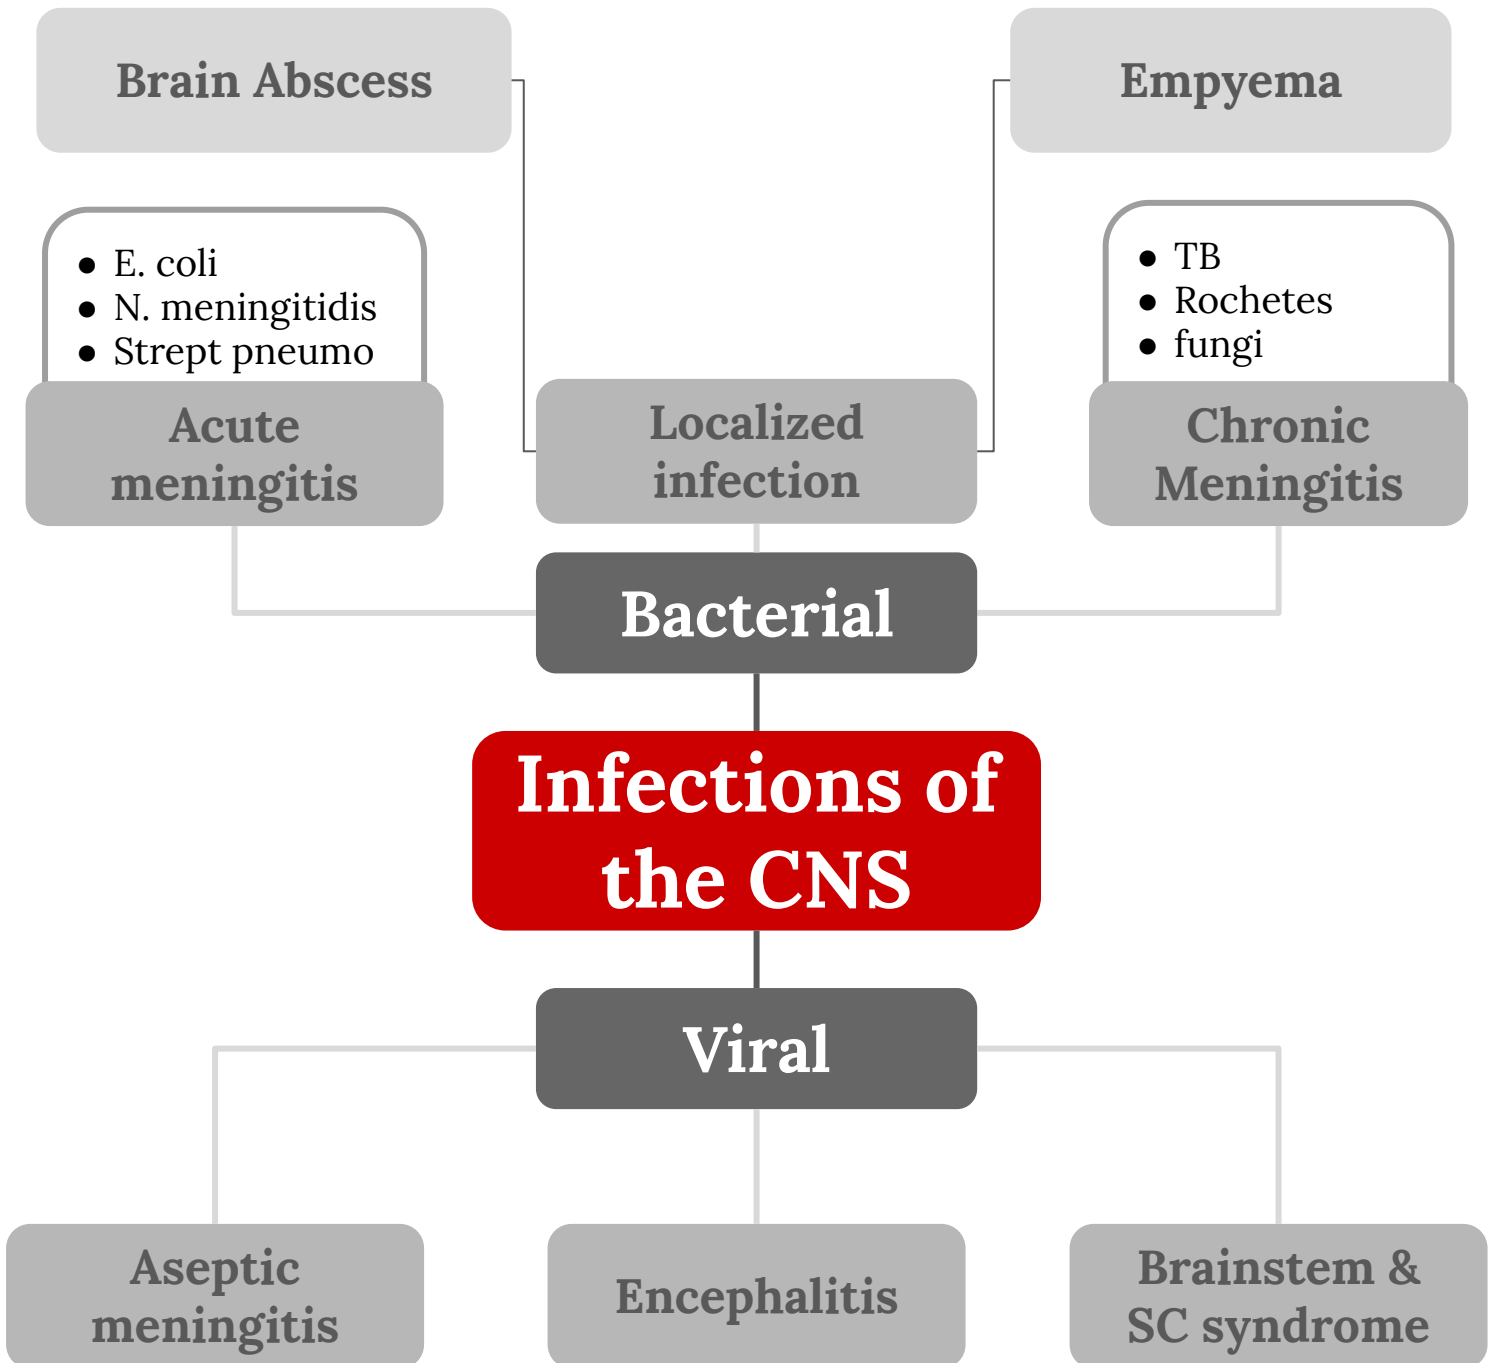 Brain Abscess
Empyema
● E. coli
● N. meningitidis
● Strept pneumo
● TB
● Rochetes
● fungi
Acute
meningitis
Localized
infection
Chronic
Meningitis
Bacterial
Infections of
the CNS
Viral
Aseptic
meningitis
Encephalitis
Brainstem &
SC syndrome